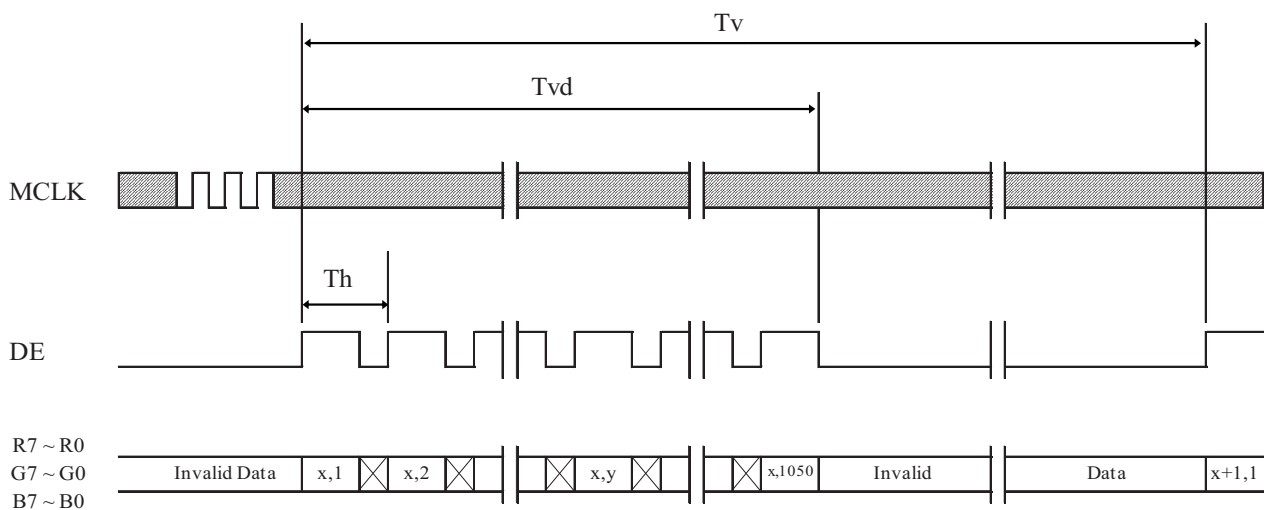 Tv
Tvd
MCLK
Th
DE
R7 ~ R0
G7 ~ G0
B7 ~ B0
Invalid Data x,1 x,2 x,y x,1050 Invalid Data x+1,1